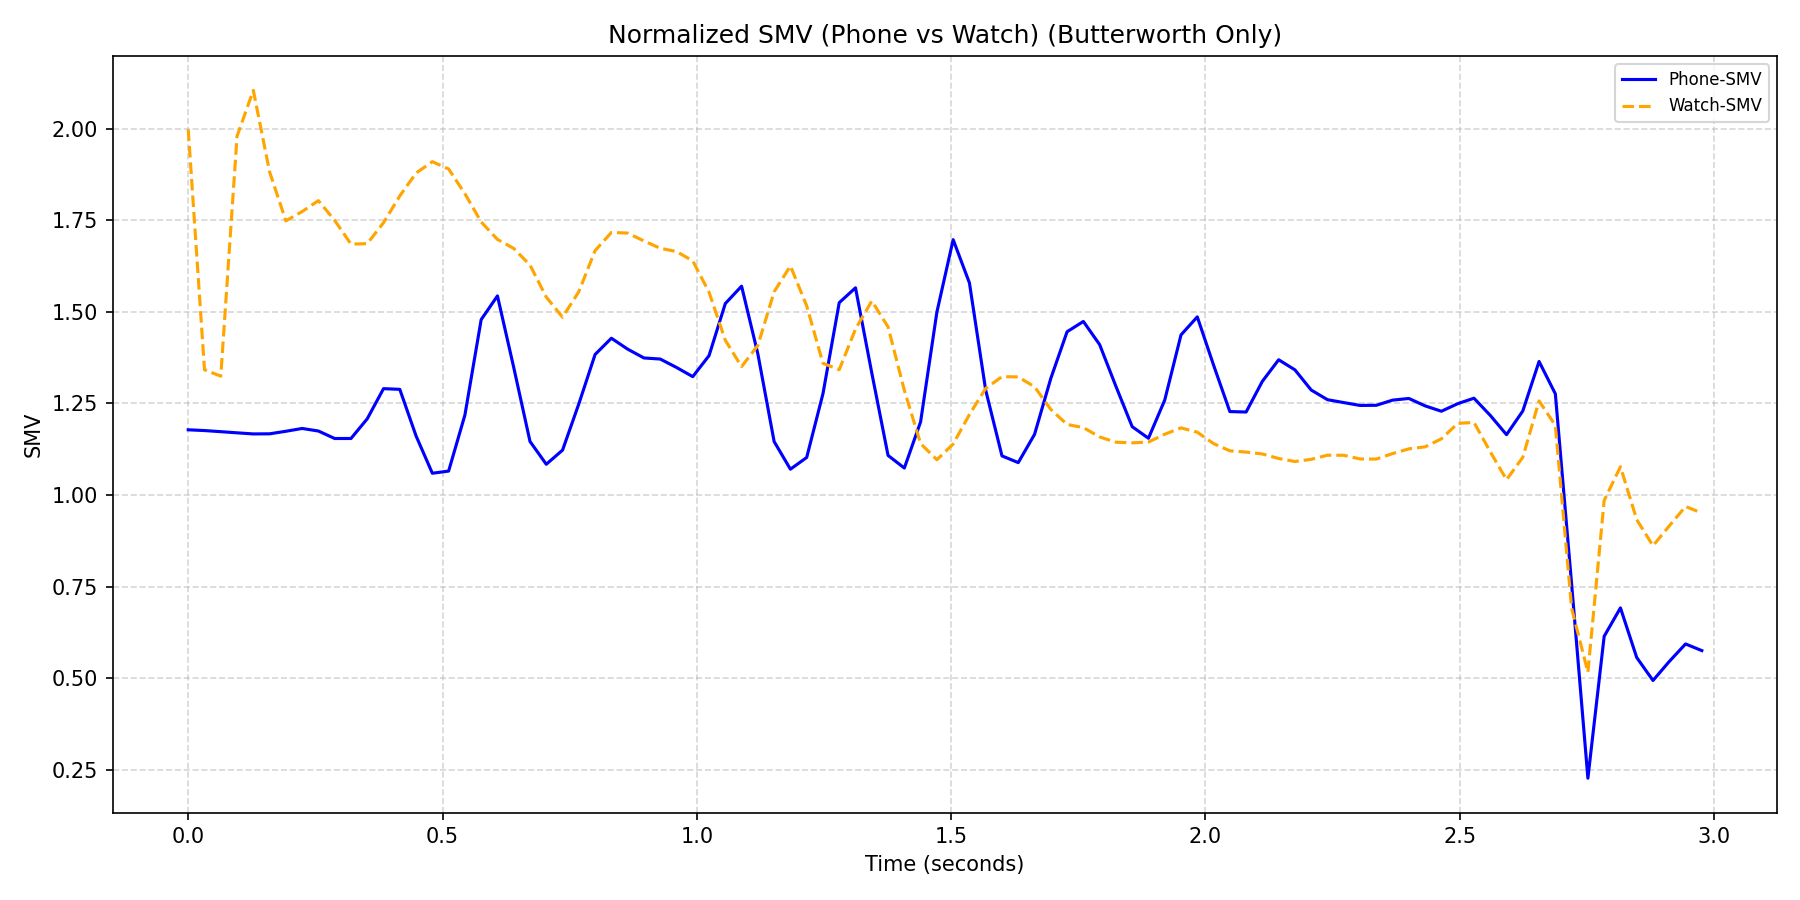 Normalized SMV (Phone vs Watch) (Butterworth Only)
Phone-SMV
Watch-SMV
SMV
2.00
1.75
1.50
1.25
1.00
0.75
0.50
0.25
0.0 0.5 1.0 1.5 2.0 2.5 3.0
Time (seconds)